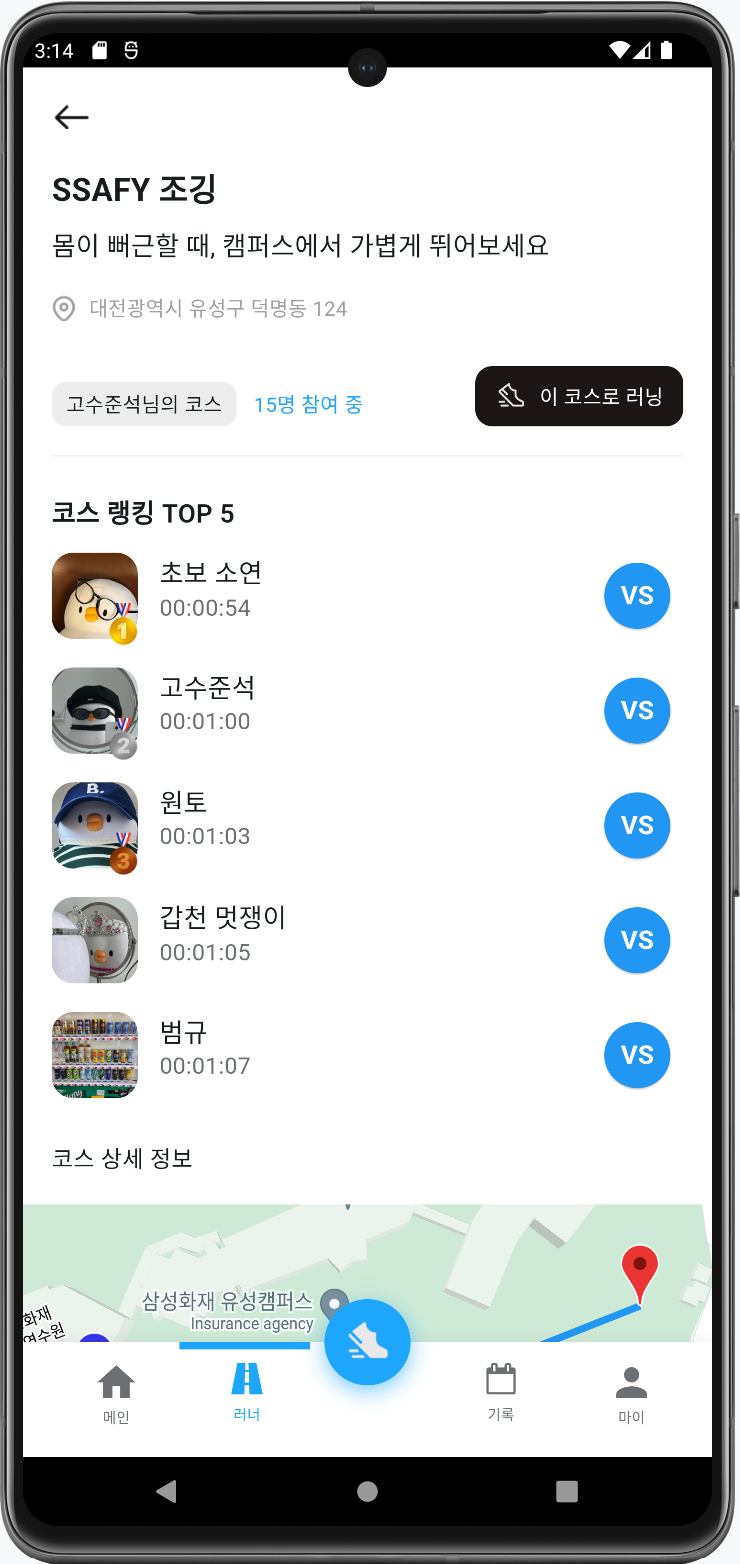 3:14
SSAFY 조깅
몸이 뻐근할 때, 캠퍼스에서 가볍게 뛰어보세요
대전광역시 유성구 덕명동 124
고수준석님의 코스
15명 참여 중
이 코스로 러닝
코스 랭킹 TOP 5
초보 소연
00:00:54
1
VS
고수준석
00:01:00
2
VS
B.
원토
00:01:03
3
VS
갑천 멋쟁이
00:01:05
VS
범규
00:01:07
VS
코스 상세 정보
삼성화재 유성캠퍼스
Insurance agency
화재
연수원
메인
러너
기록
마이